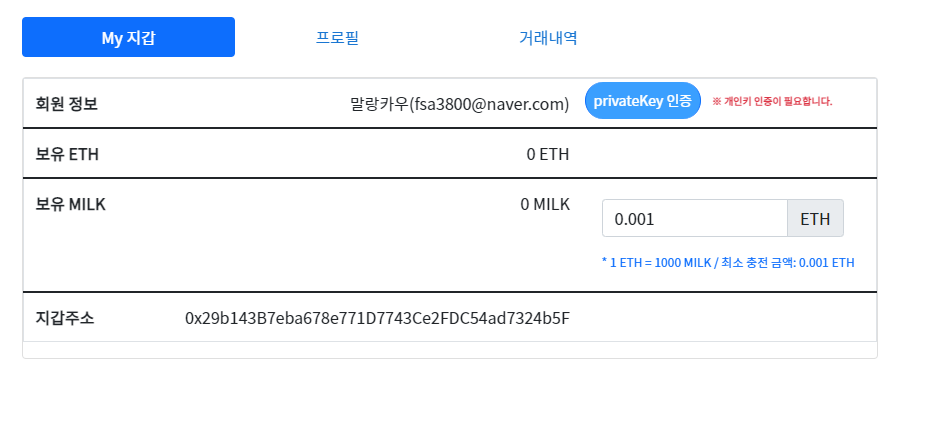 My 지갑 프로필 거래내역
회원 정보 말랑카우(fsa3800@naver.com) privateKey 인증 ※ 개인키 인증이 필요합니다.
보유 ETH 0 ETH
보유 MILK 0 MILK 0.001 ETH
* 1 ETH = 1000 MILK / 최소 충전 금액: 0.001 ETH
지갑주소 0x29b143B7eba678e771D7743Ce2FDC54ad7324b5F